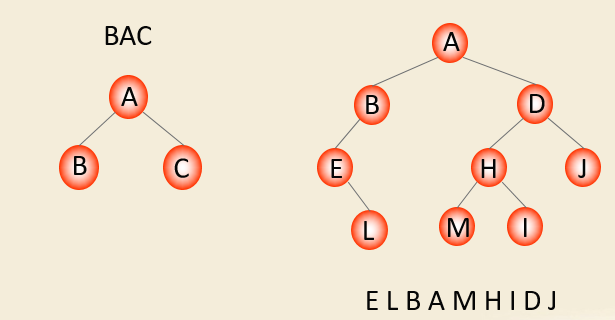 BAC
A
B C
A
B D
E H J
L M I
E L B A M H I D J